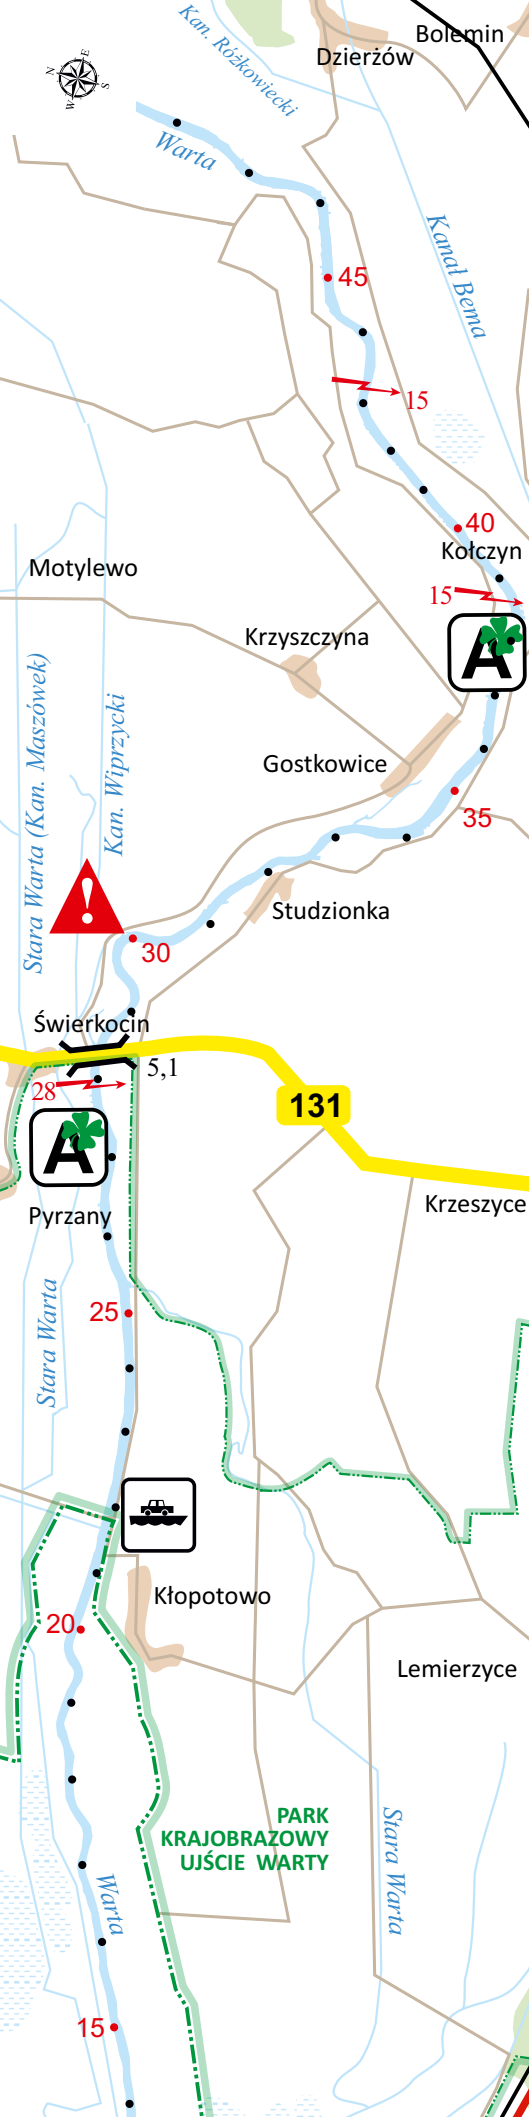 Bolemin
Dzierżów
Kan. Różkowiecki
N
E
S
W
Warta
Kanał Bema
45
15
40
Kołczyn
15
A
Motylewo
Krzyszczyna
Stara Warta (Kan. Maszówek)
Kan. Wiprzycki
Gostkowice
35
!
Studzionka
30
Świerkocin
5,1
28
131
A
Pyrzany
Krzeszyce
Stara Warta
25
Kłopotowo
20
Lemierzyce
PARK
KRAJOBRAZOWY
UJŚCIE WARTY
Stara Warta
Warta
15